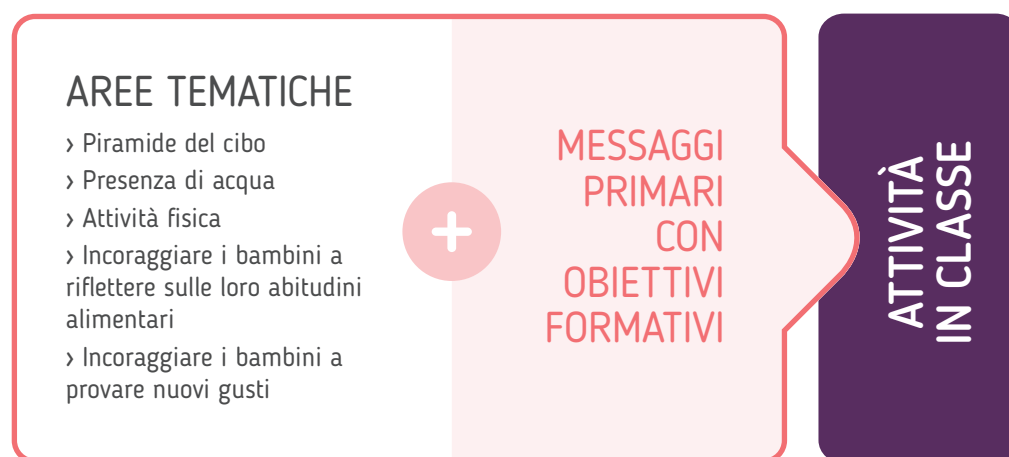 AREE TEMATICHE
› Piramide del cibo
› Presenza di acqua
› Attività fisica
› Incoraggiare i bambini a
riflettere sulle loro abitudini
alimentari
› Incoraggiare i bambini a
provare nuovi gusti
+
MESSAGGI
PRIMARI
CON
OBIETTIVI
FORMATIVI
ATTIVITÀ
IN CLASSE